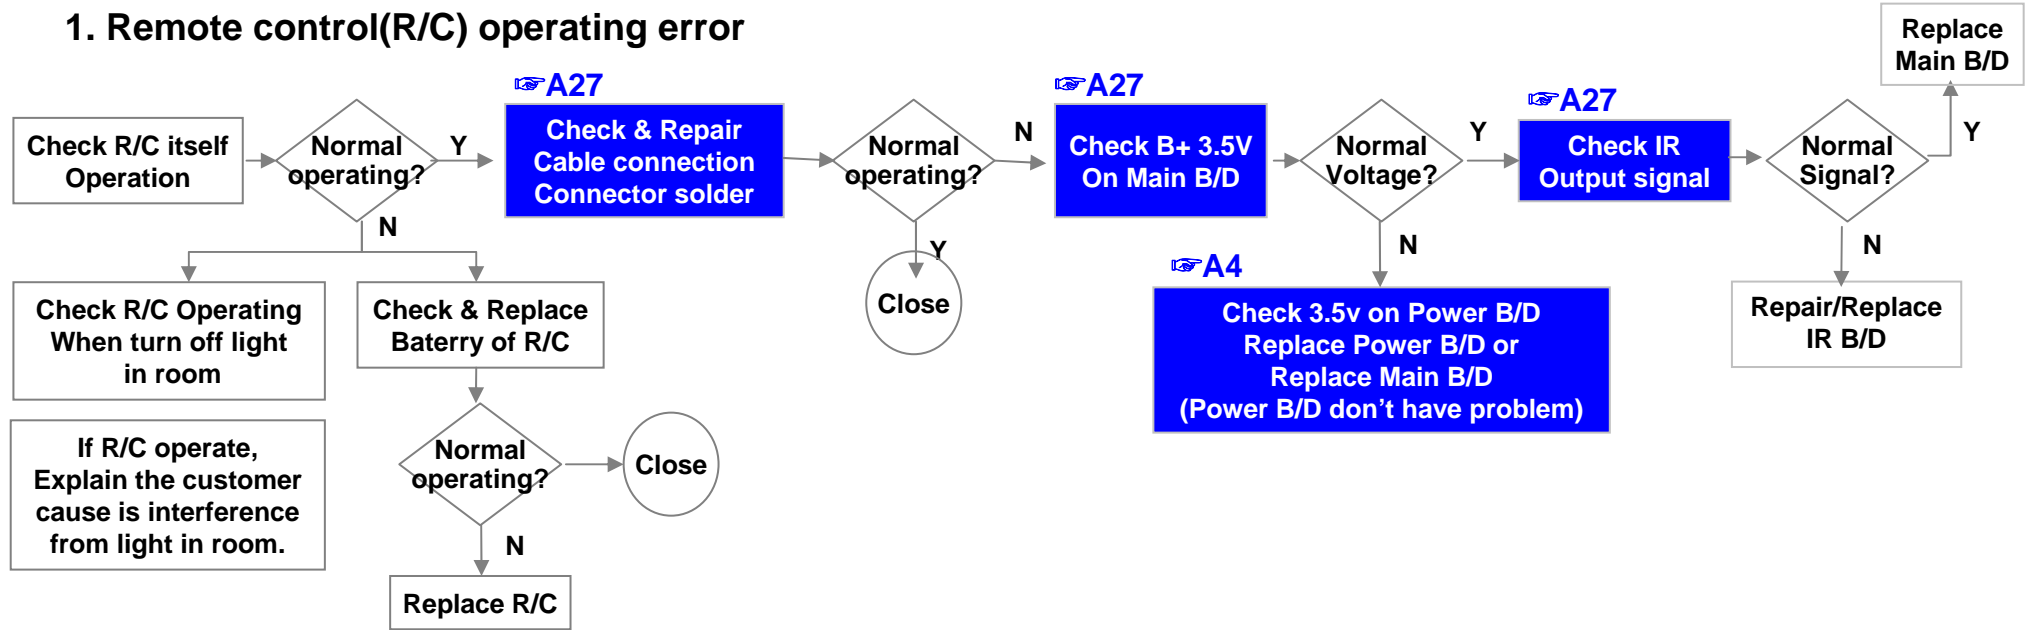 1. Remote control(R/C) operating error
Check R/C itself
Operation
Normal
operating?
Y
N
☞A27
Check & Repair
Cable connection
Connector solder
Normal
operating?
N
Y
Close
☞A27
Check B+ 3.5V
On Main B/D
Normal
Voltage?
Y
N
☞A27
Check IR
Output signal
Normal
Signal?
Y
N
Replace
Main B/D
Repair/Replace
IR B/D
☞A4
Check 3.5v on Power B/D
Replace Power B/D or
Replace Main B/D
(Power B/D don’t have problem)
Check R/C Operating
When turn off light
in room
If R/C operate,
Explain the customer
cause is interference
from light in room.
Check & Replace
Baterry of R/C
Normal
operating?
Close
N
Replace R/C